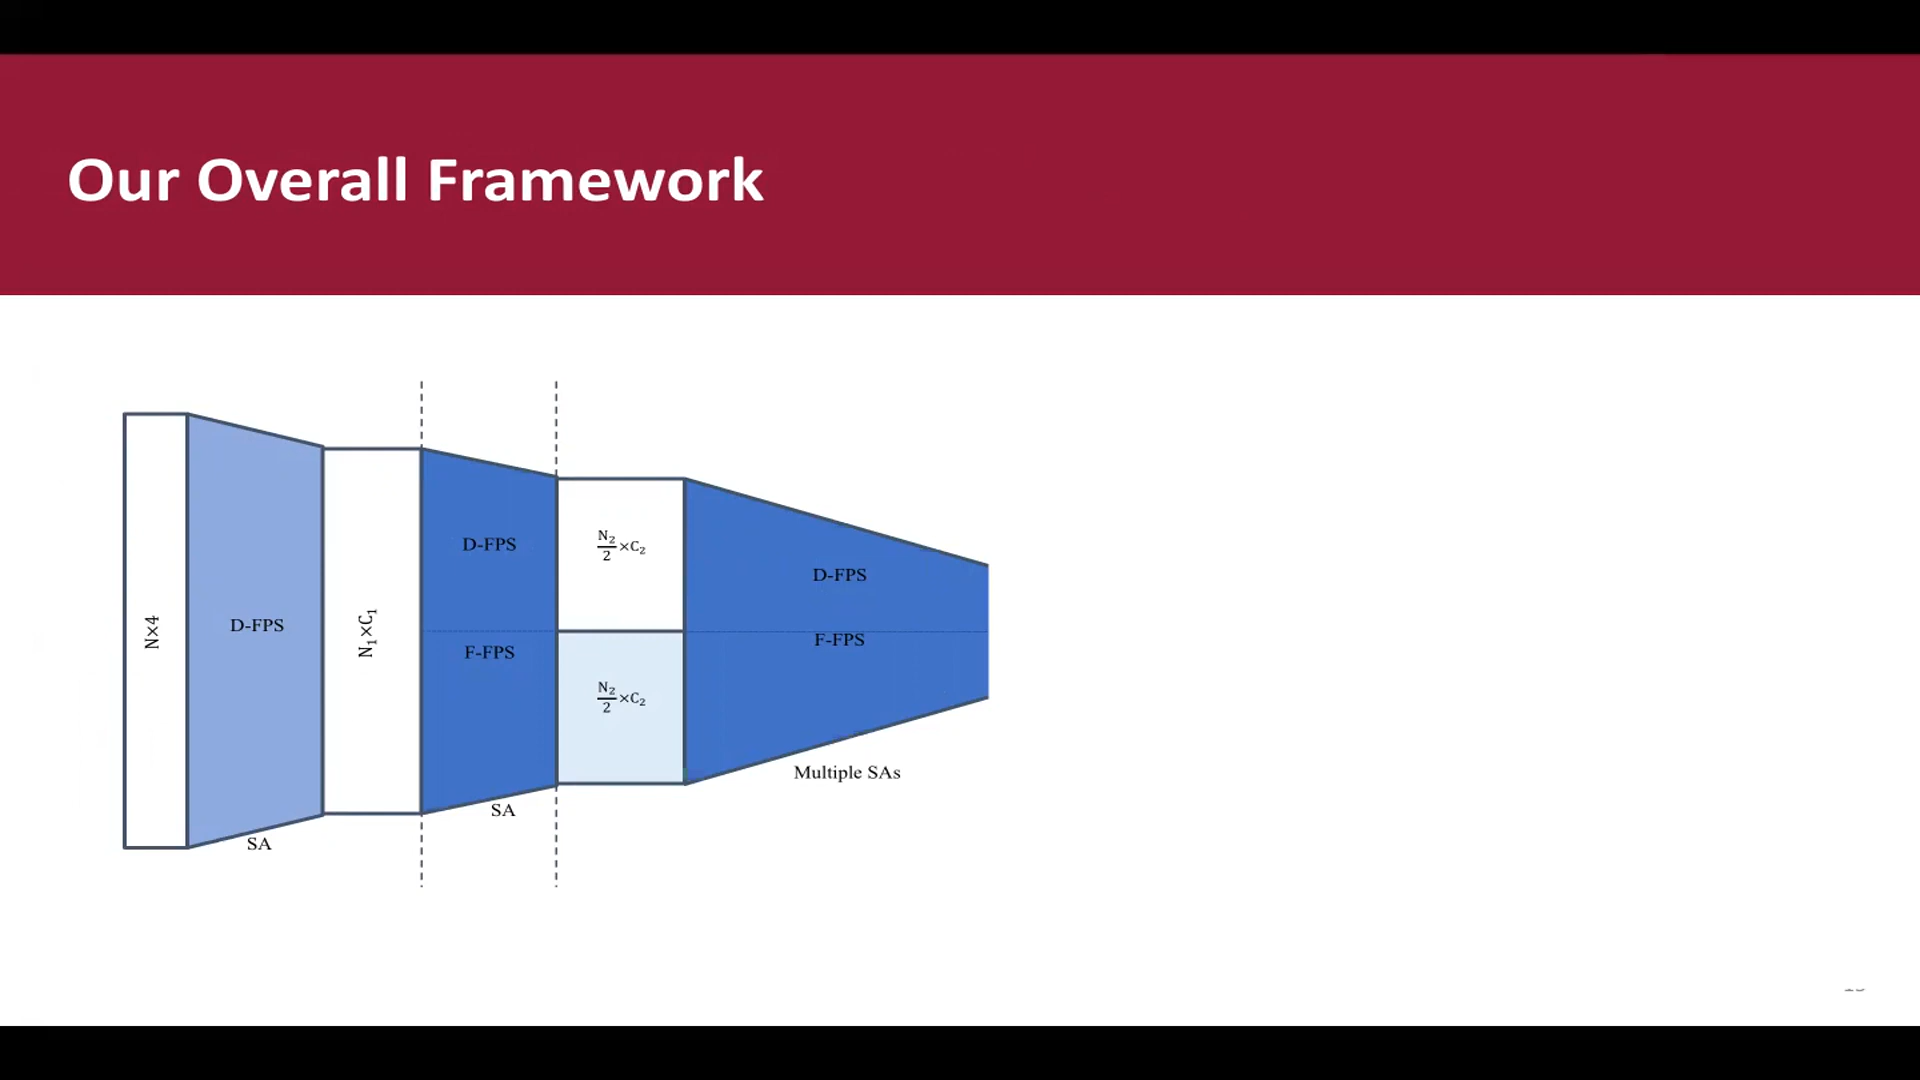 Our Overall Framework
N×4
D-FPS
SA
N₁×C₁
D-FPS
F-FPS
SA
N₂/2 ×C₂
N₂/2 ×C₂
D-FPS
F-FPS
Multiple SAs